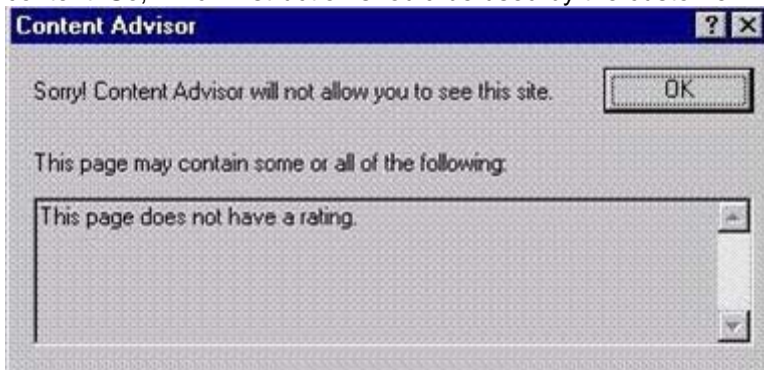 Content Advisor
Sorry! Content Advisor will not allow you to see this site.
OK
This page may contain some or all of the following:
This page does not have a rating.